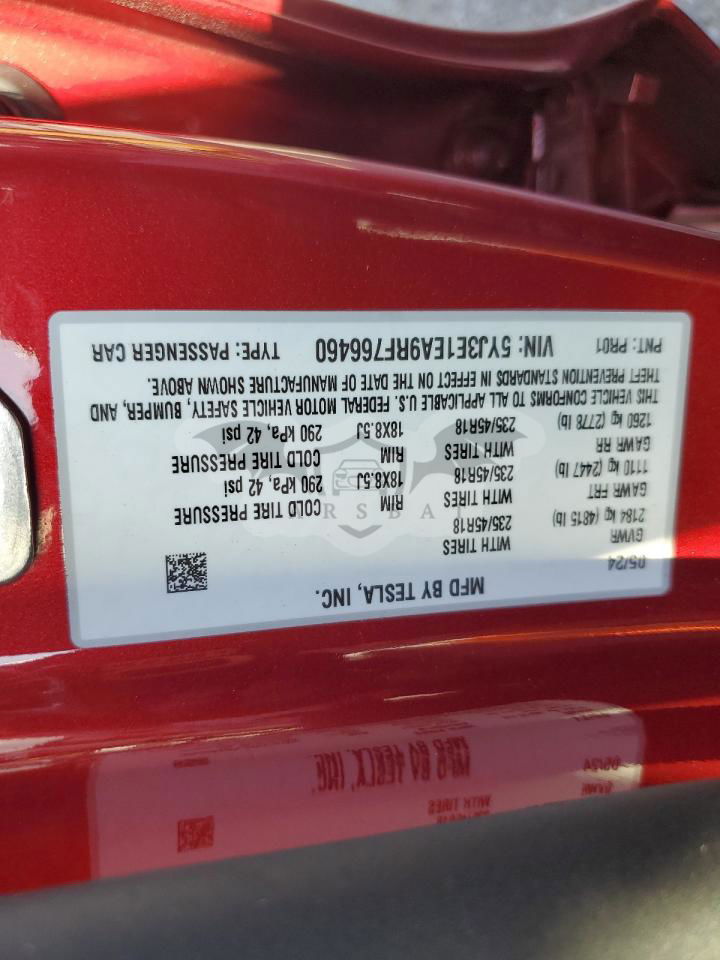 MFD BY TESLA, INC.
05/24
GVWR
2184 kg (4815 lb)
WITH TIRES
235/45R18
RIM
18X8.5J
COLD TIRE PRESSURE
290 kPa, 42 psi
GAWR FRT
1110 kg (2447 lb)
WITH TIRES
235/45R18
RIM
18X8.5J
COLD TIRE PRESSURE
290 kPa, 42 psi
GAWR RR
1260 kg (2778 lb)
WITH TIRES
235/45R18
THIS VEHICLE CONFORMS TO ALL APPLICABLE U.S. FEDERAL MOTOR VEHICLE SAFETY, BUMPER, AND,
THEFT PREVENTION STANDARDS IN EFFECT ON THE DATE OF MANUFACTURE SHOWN ABOVE.
PNT: PR01 VIN: 5YJ3E1EA9RF766460 TYPE: PASSENGER CAR